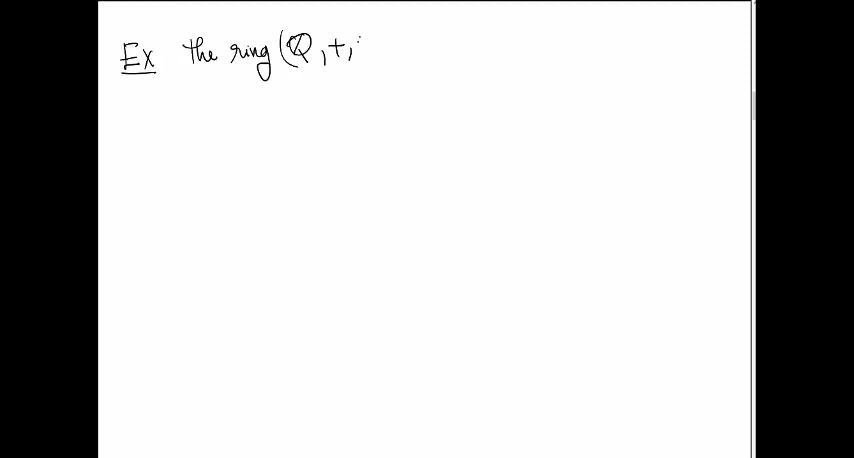 Ex the ring (Q, +,